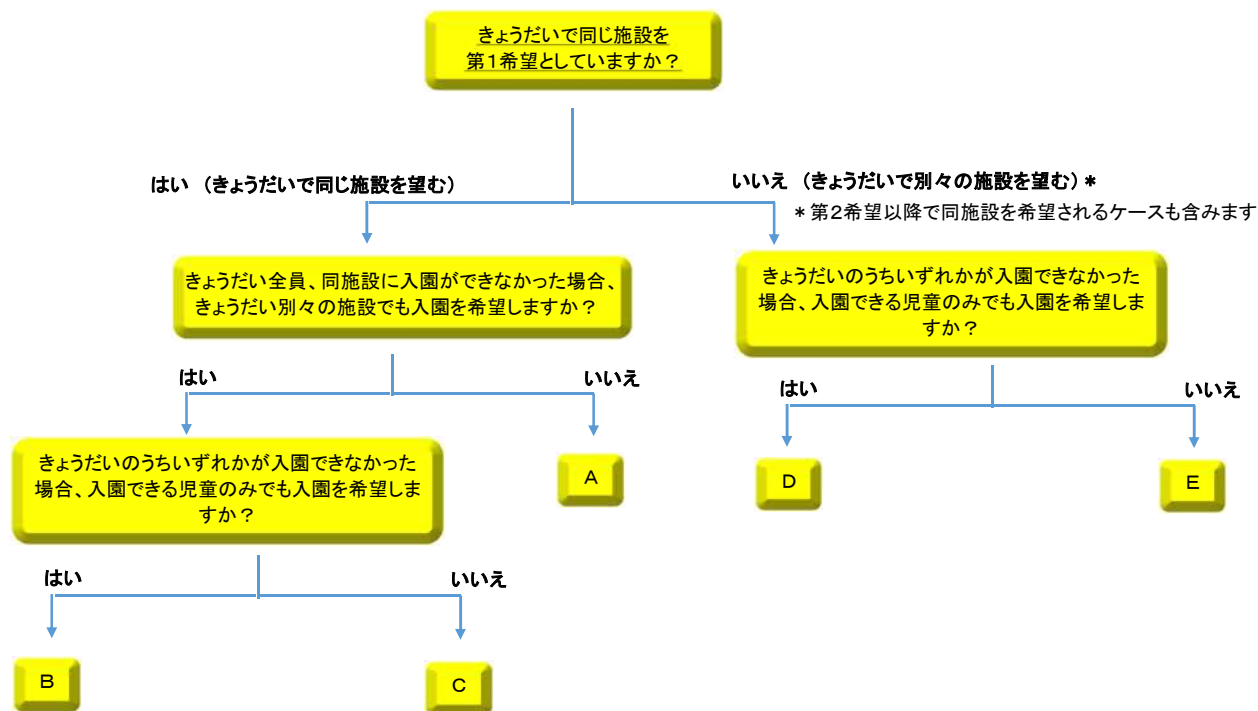 きょうだいで同じ施設を
第1希望としていますか？
はい （きょうだいで同じ施設を望む）
いいえ （きょうだいで別々の施設を望む）＊
＊第2希望以降で同施設を希望されるケースも含みます
きょうだい全員、同施設に入園ができなかった場合、
きょうだい別々の施設でも入園を希望しますか？
きょうだいのうちいずれかが入園できなかった
場合、入園できる児童のみでも入園を希望しま
すか？
はい
いいえ
はい
いいえ
きょうだいのうちいずれかが入園できなかった
場合、入園できる児童のみでも入園を希望しま
すか？
A
D
E
はい
いいえ
B
C